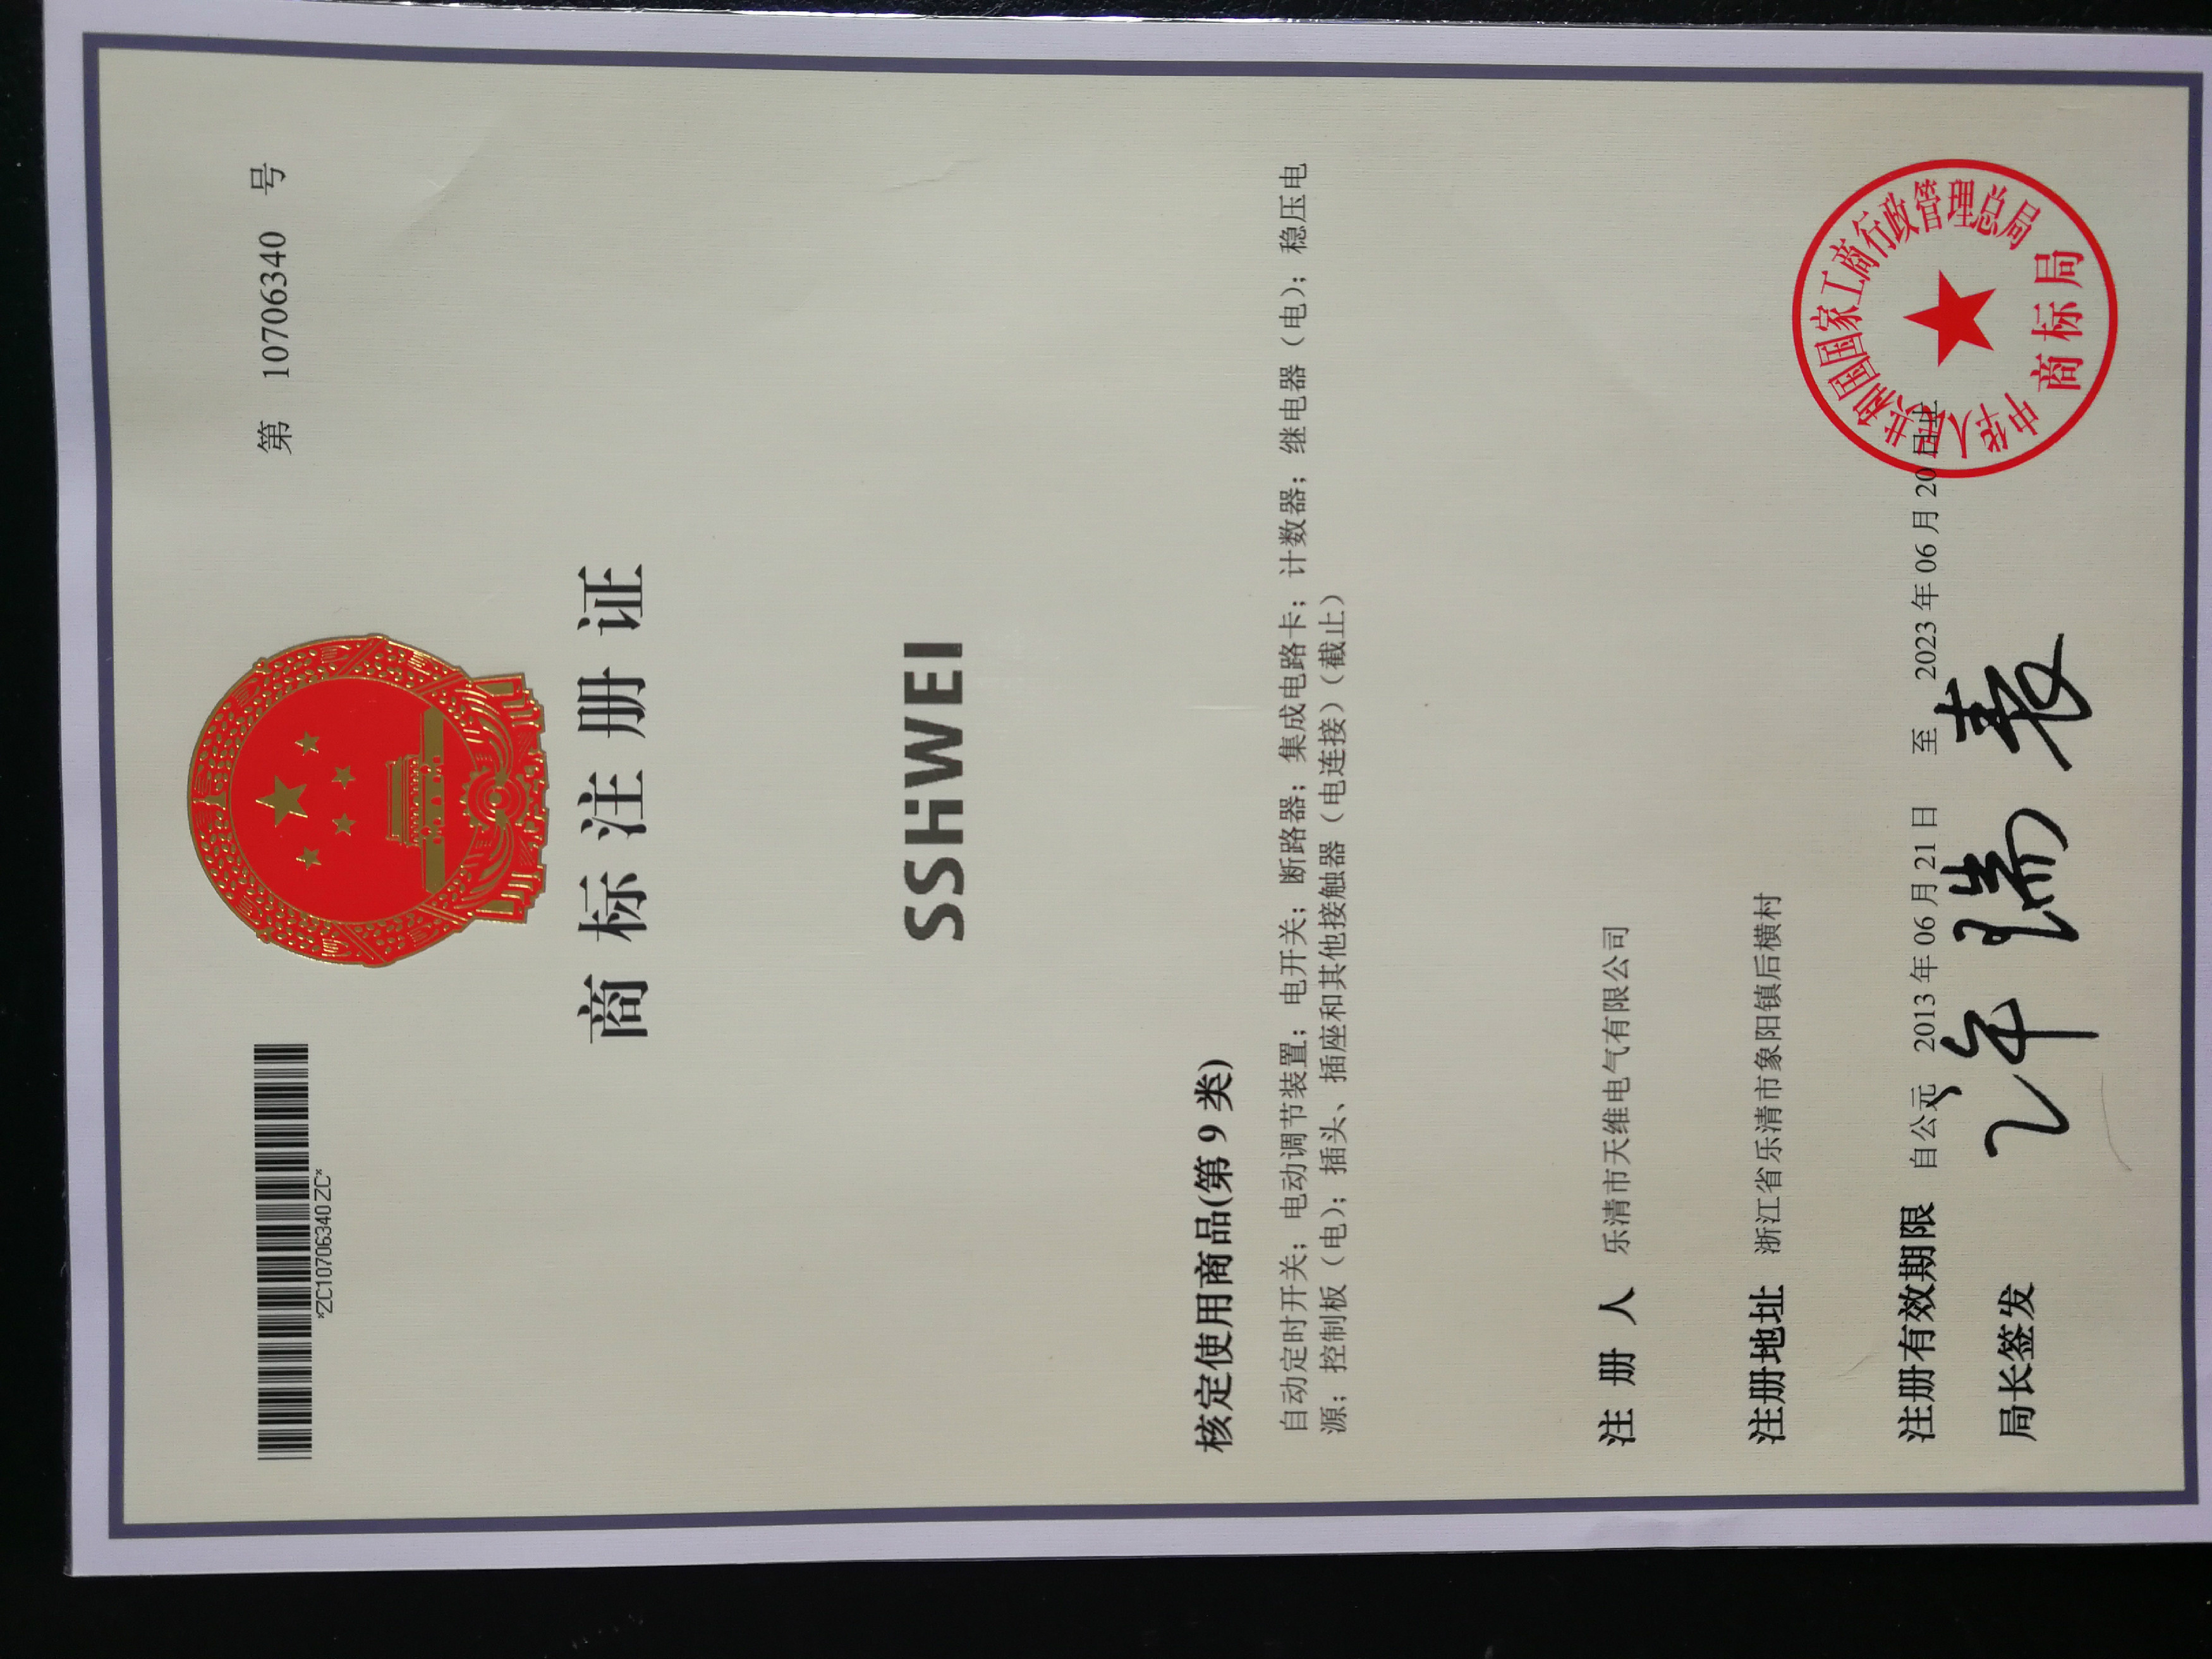 第 10706340 号
*ZC10706340ZC*
商标注册证
SSHiWEI
核定使用商品(第 9 类)
自动定时开关；电动调节装置；电开关；断路器；集成电路卡；计数器；继电器（电）；稳压电
源；控制板（电）；插头、插座和其他接触器（电连接）（截止）
注 册 人 乐清市天维电气有限公司
注册地址 浙江省乐清市象阳镇后横村
注册有效期限 自公元 2013 年 06 月 21 日 至 2023 年 06 月 20 日止
局长签发 许瑞表
中华人民共和国国家工商行政管理总局
商标局